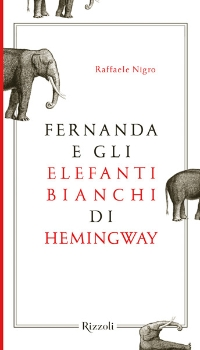 Raffaele Nigro
FERNANDA
E GLI
ELEFANTI
BIANCHI
DI
HEMINGWAY
Rizzoli